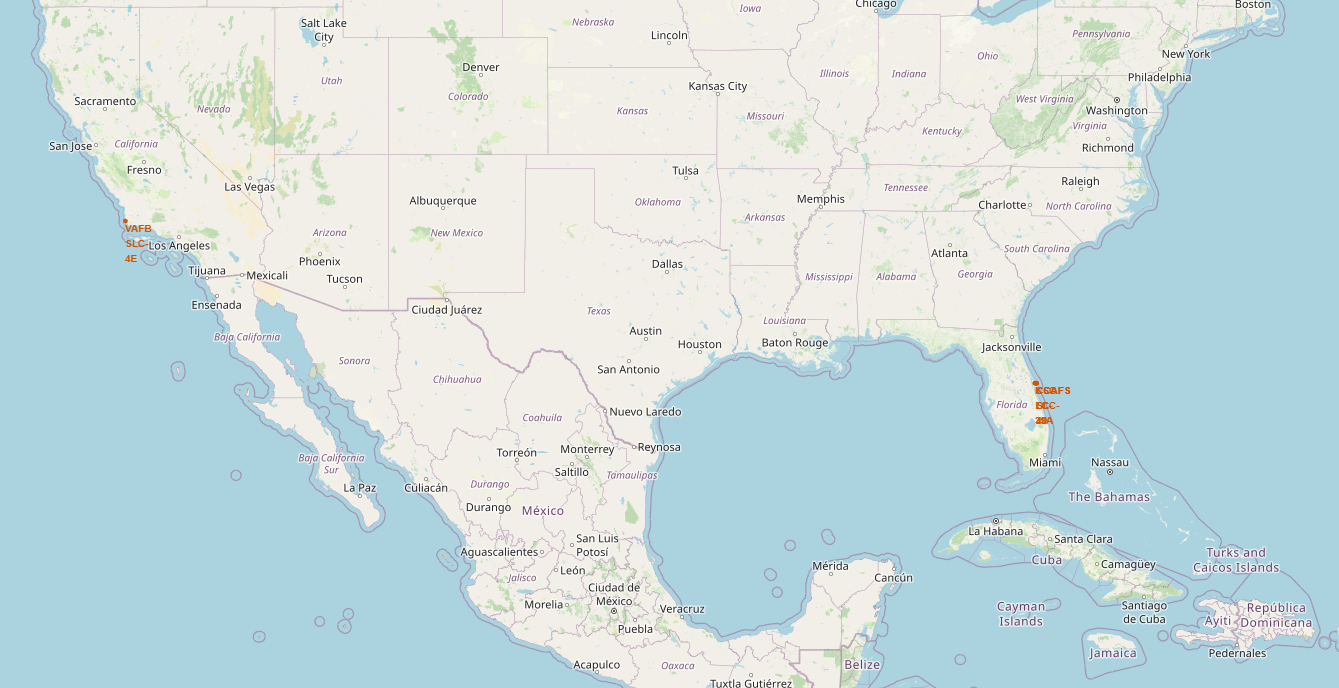 Chicago
Boston
Iowa
Salt Lake
City
Nebraska
Lincoln
Pennsylvania
New York
Denver
Utah
Colorado
Illinois
Indiana
Ohio
Philadelphia
Kansas City
Sacramento
Nevada
Kansas
Missouri
West Virginia
Washington
Virginia
Kentucky
San Jose
California
Richmond
Fresno
Las Vegas
Tulsa
Raleigh
Tennessee
Albuquerque
Oklahoma
Memphis
Charlotte
North Carolina
Arkansas
VAFB
SLC-
4E
Los Angeles
Arizona
New Mexico
Atlanta
South Carolina
Phoenix
Dallas
Mississippi
Alabama
Georgia
Tijuana
Mexicali
Tucson
Ensenada
Ciudad Juárez
Texas
Louisiana
Baja California
Austin
Houston
Baton Rouge
Jacksonville
Sonora
San Antonio
Chihuahua
Florida
Coahuila
Nuevo Laredo
Torreón
Monterrey
Reynosa
Baja California
Sur
Saltillo
Tamaulipas
Miami
Nassau
La Paz
Culiacán
Durango
Durango
México
The Bahamas
La Habana
Santa Clara
San Luis
Potosí
Aguascalientes
Cuba
Camagüey
Turks and
Caicos Islands
Jalisco
León
Mérida
Cancún
Ciudad de
México
Morelia
Veracruz
Puebla
Cayman
Islands
Santiago
de Cuba
Ayiti
República
Dominicana
Jamaica
Pedernales
Acapulco
Oaxaca
Belize
Tuxtla Gutiérrez